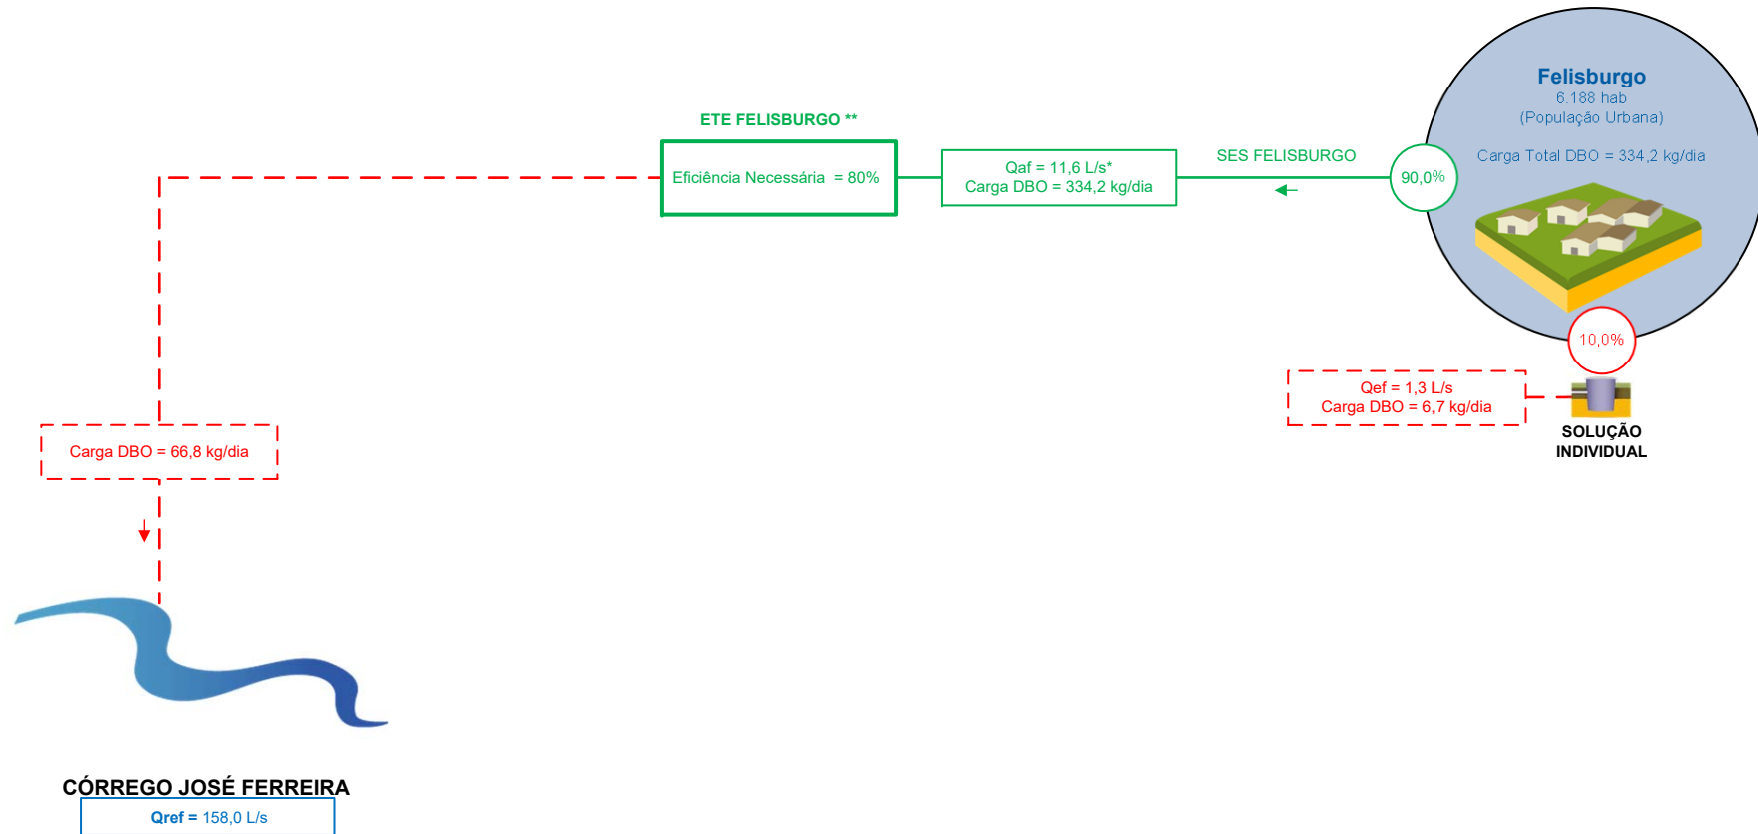 Felisburgo
6.188 hab
(População Urbana)
Carga Total DBO = 334,2 kg/dia
ETE FELISBURGO **
Eficiência Necessária = 80%
Qaf = 11,6 L/s*
Carga DBO = 334,2 kg/dia
SES FELISBURGO
90,0%
10,0%
Qef = 1,3 L/s
Carga DBO = 6,7 kg/dia
SOLUÇÃO
INDIVIDUAL
Carga DBO = 66,8 kg/dia
CÓRREGO JOSÉ FERREIRA
Qref = 158,0 L/s